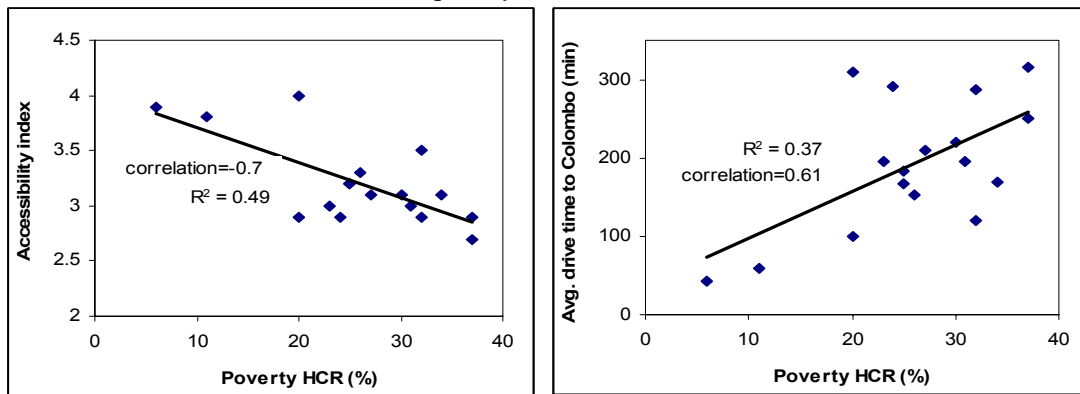 4.5
4
3.5
3
2.5
2
Accessibility index
correlation=-0.7
R² = 0.49
0 10 20 30 40
Poverty HCR (%)
300
200
100
0
Avg. drive time to Colombo (min)
R² = 0.37
correlation=0.61
0 10 20 30 40
Poverty HCR (%)